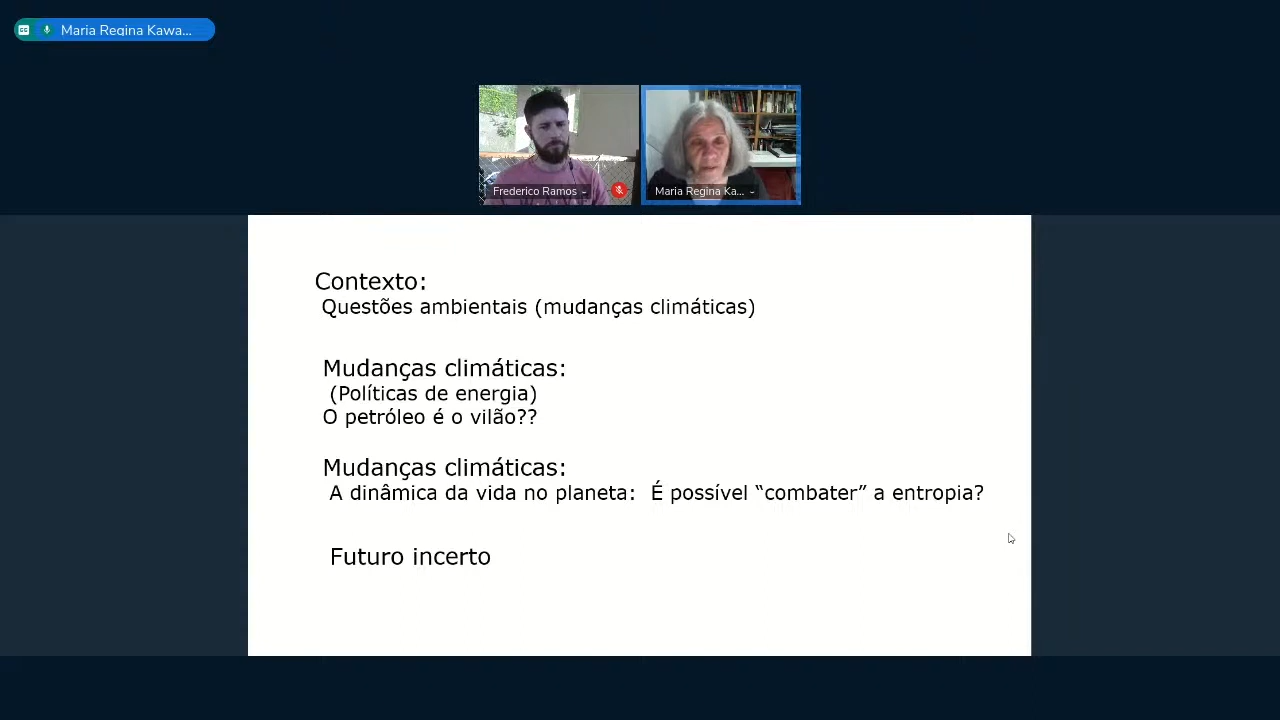 Maria Regina Kawa...
Frederico Ramos
Maria Regina Ka...
Contexto:
Questões ambientais (mudanças climáticas)
Mudanças climáticas:
(Políticas de energia)
O petróleo é o vilão??
Mudanças climáticas:
A dinâmica da vida no planeta: É possível “combater” a entropia?
Futuro incerto